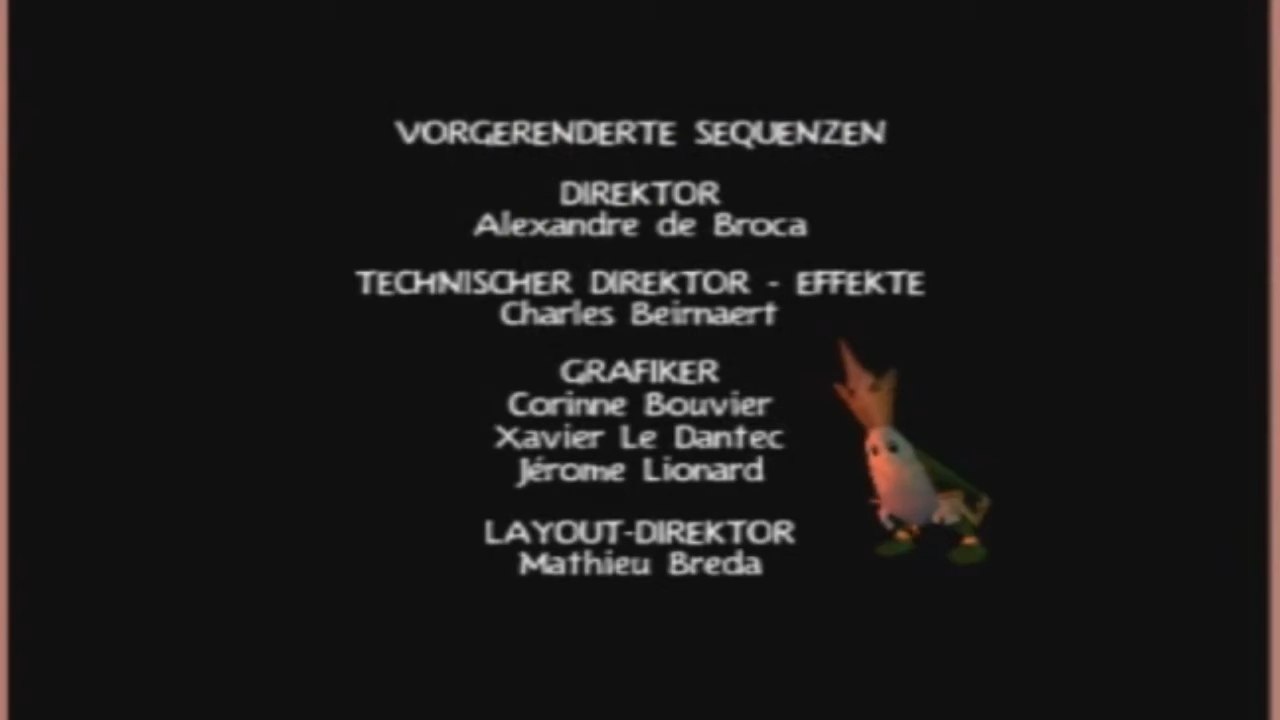 VORGERENDERTE SEQUENZEN
DIREKTOR
Alexandre de Broca
TECHNISCHER DIREKTOR - EFFEKTE
Charles Beirnaert
GRAFIKER
Corinne Bouvier
Xavier Le Dantec
Jérome Lionard
LAYOUT-DIREKTOR
Mathieu Breda